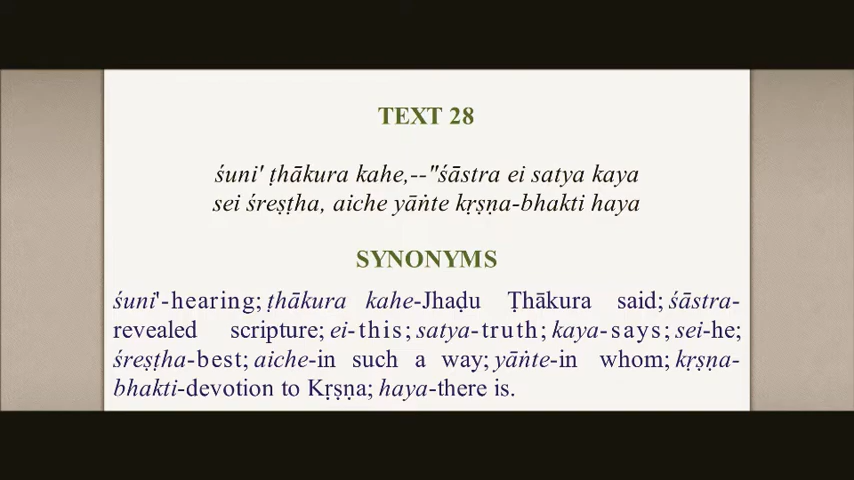 TEXT 28
śuni' ṭhākura kahe,--"śāstra ei satya kaya
sei śreṣṭha, aiche yāṅte kṛṣṇa-bhakti haya
SYNONYMS
śuni'-hearing; ṭhākura kahe-Jhaḍu Ṭhākura said; śāstra-
revealed scripture; ei-this; satya-truth; kaya-says; sei-he;
śreṣṭha-best; aiche-in such a way; yāṅte-in whom; kṛṣṇa-
bhakti-devotion to Kṛṣṇa; haya-there is.